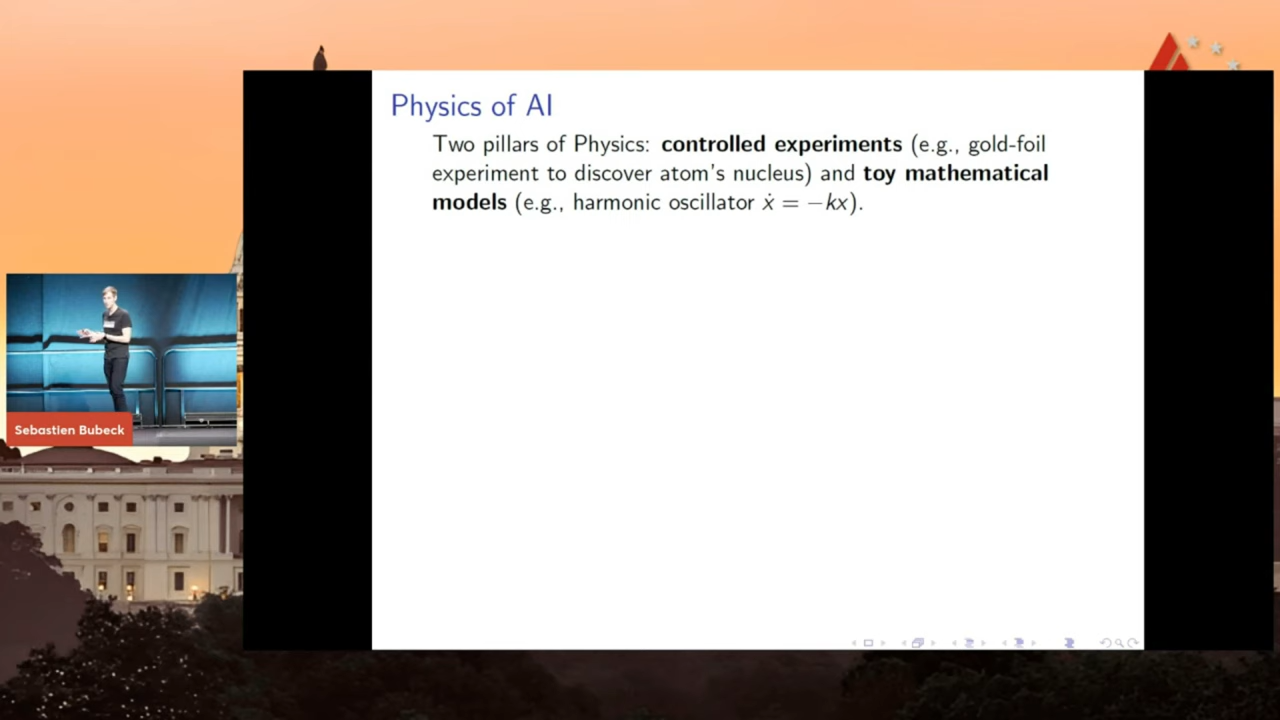 Physics of AI
Two pillars of Physics: controlled experiments (e.g., gold-foil
experiment to discover atom's nucleus) and toy mathematical
models (e.g., harmonic oscillator ẋ = −kx).
Sebastien Bubeck